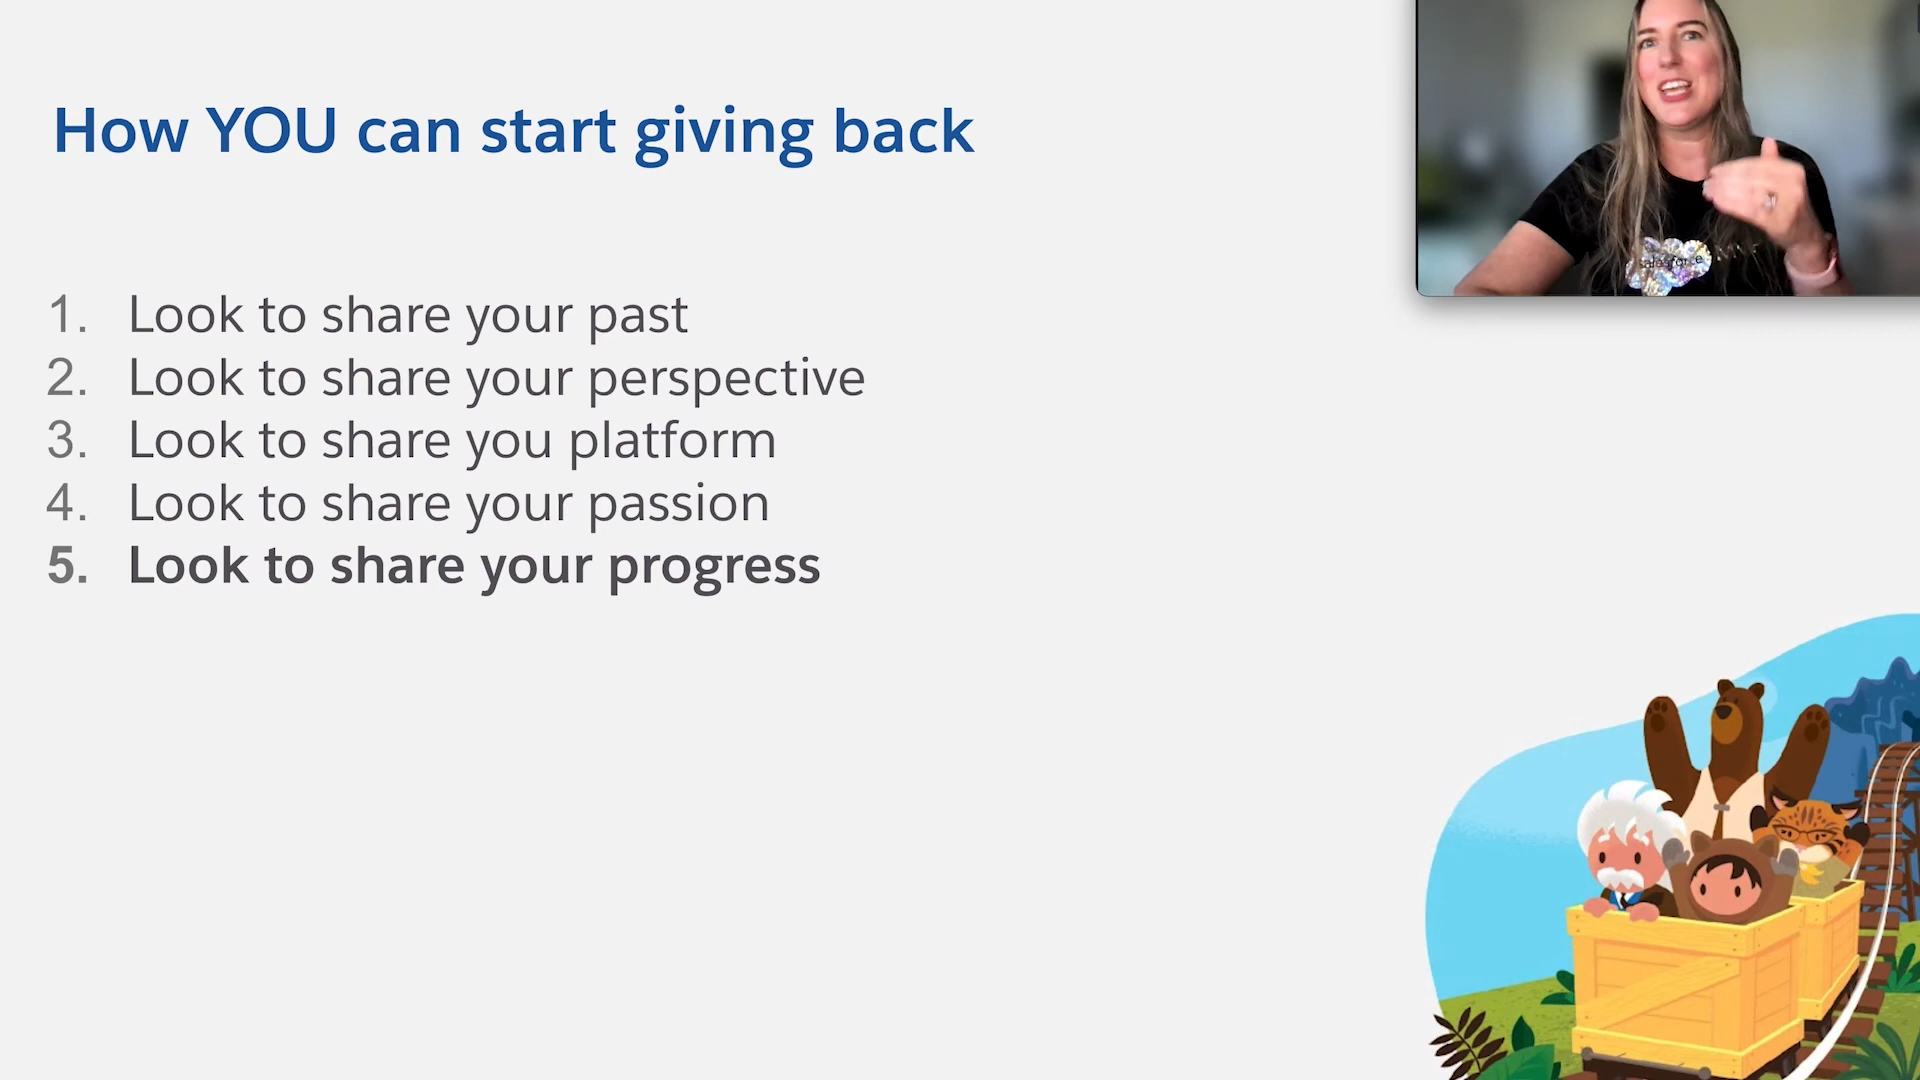 How YOU can start giving back
salesforce
1. Look to share your past
2. Look to share your perspective
3. Look to share you platform
4. Look to share your passion
5. Look to share your progress